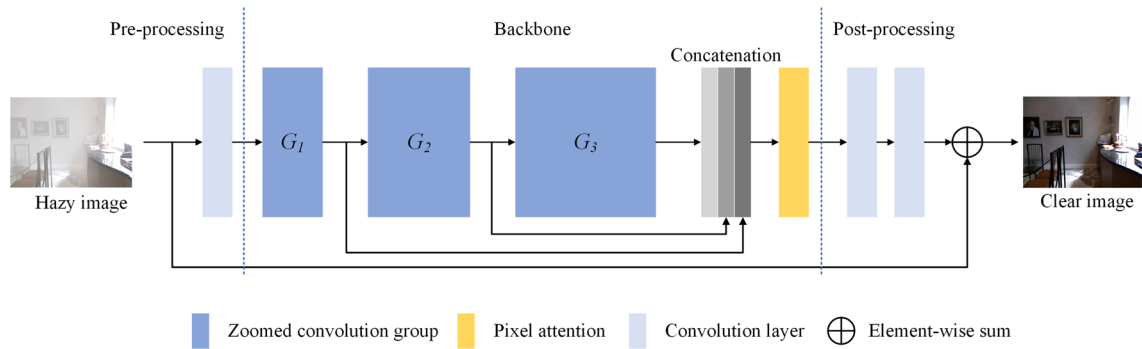 Pre-processing
Backbone
Post-processing
Concatenation
G1
G2
G3
Hazy image
Clear image
Zoomed convolution group
Pixel attention
Convolution layer
Element-wise sum